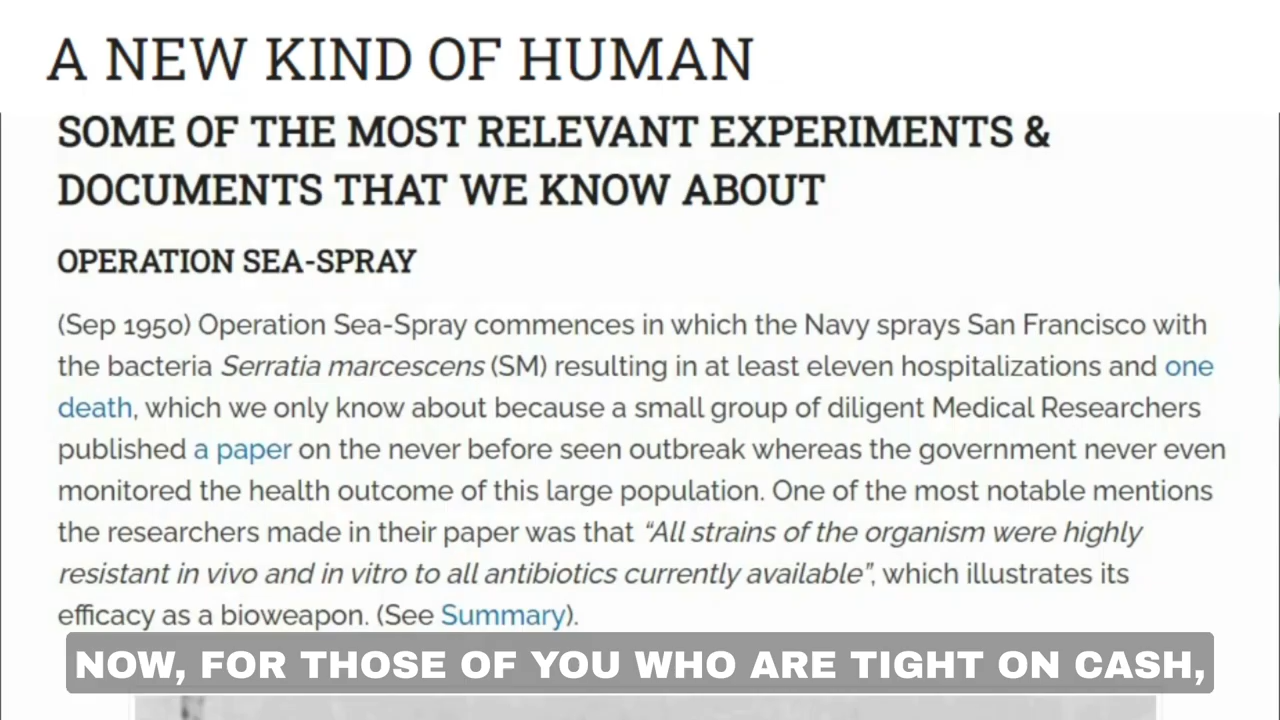 A NEW KIND OF HUMAN
SOME OF THE MOST RELEVANT EXPERIMENTS &
DOCUMENTS THAT WE KNOW ABOUT
OPERATION SEA-SPRAY
(Sep 1950) Operation Sea-Spray commences in which the Navy sprays San Francisco with
the bacteria Serratia marcescens (SM) resulting in at least eleven hospitalizations and one
death, which we only know about because a small group of diligent Medical Researchers
published a paper on the never before seen outbreak whereas the government never even
monitored the health outcome of this large population. One of the most notable mentions
the researchers made in their paper was that “All strains of the organism were highly
resistant in vivo and in vitro to all antibiotics currently available”, which illustrates its
efficacy as a bioweapon. (See Summary).
NOW, FOR THOSE OF YOU WHO ARE TIGHT ON CASH,